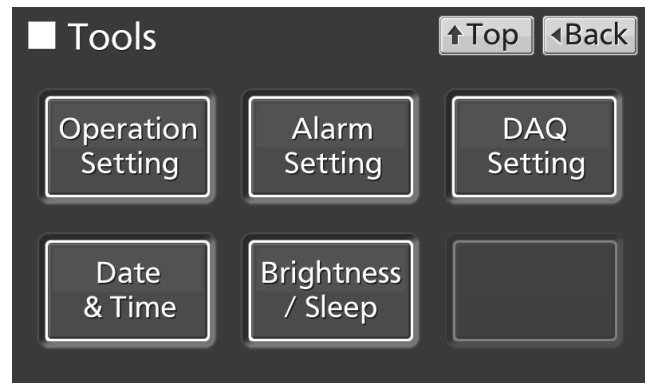 Tools
↑Top
◂Back
Operation
Setting
Alarm
Setting
DAQ
Setting
Date
& Time
Brightness
/ Sleep